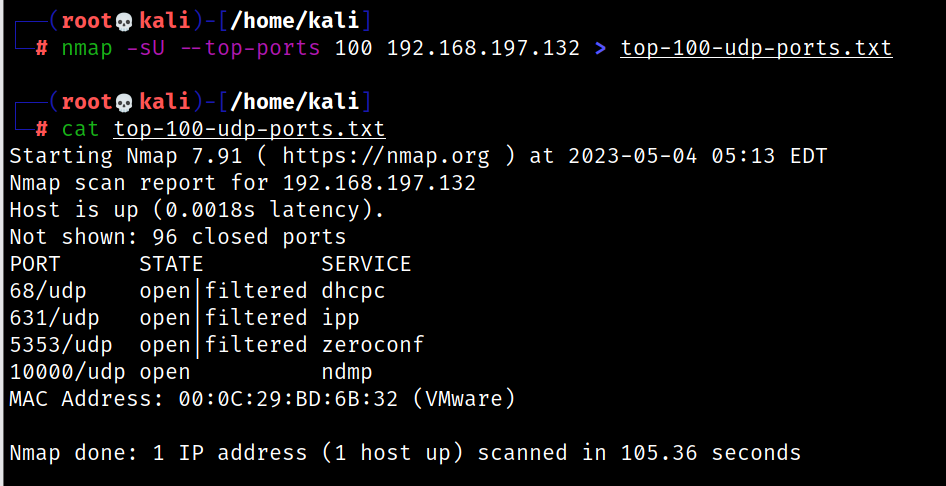 ┌──(root💀kali)-[/home/kali]
└─# nmap -sU --top-ports 100 192.168.197.132 > top-100-udp-ports.txt
┌──(root💀kali)-[/home/kali]
└─# cat top-100-udp-ports.txt
Starting Nmap 7.91 ( https://nmap.org ) at 2023-05-04 05:13 EDT
Nmap scan report for 192.168.197.132
Host is up (0.0018s latency).
Not shown: 96 closed ports
PORT      STATE         SERVICE
68/udp    open|filtered dhcpc
631/udp   open|filtered ipp
5353/udp  open|filtered zeroconf
10000/udp open          ndmp
MAC Address: 00:0C:29:BD:6B:32 (VMware)
Nmap done: 1 IP address (1 host up) scanned in 105.36 seconds